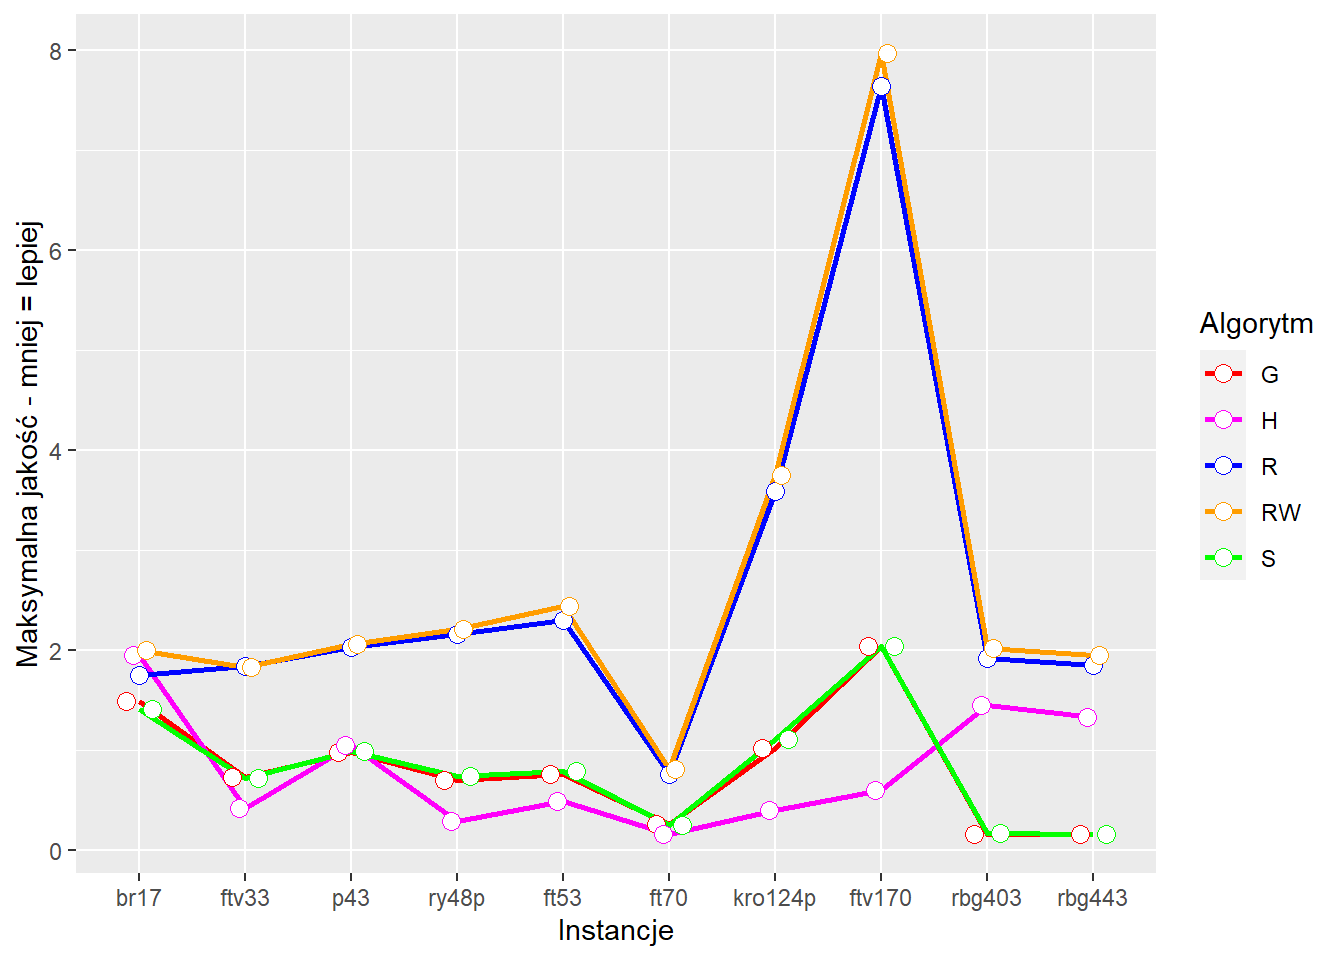 Maksymalna jakość - mniej = lepiej
8
6
4
2
0
br17 ftv33 p43 ry48p ft53 ft70 kro124p ftv170 rbg403 rbg443
Instancje
Algorytm
G
H
R
RW
S